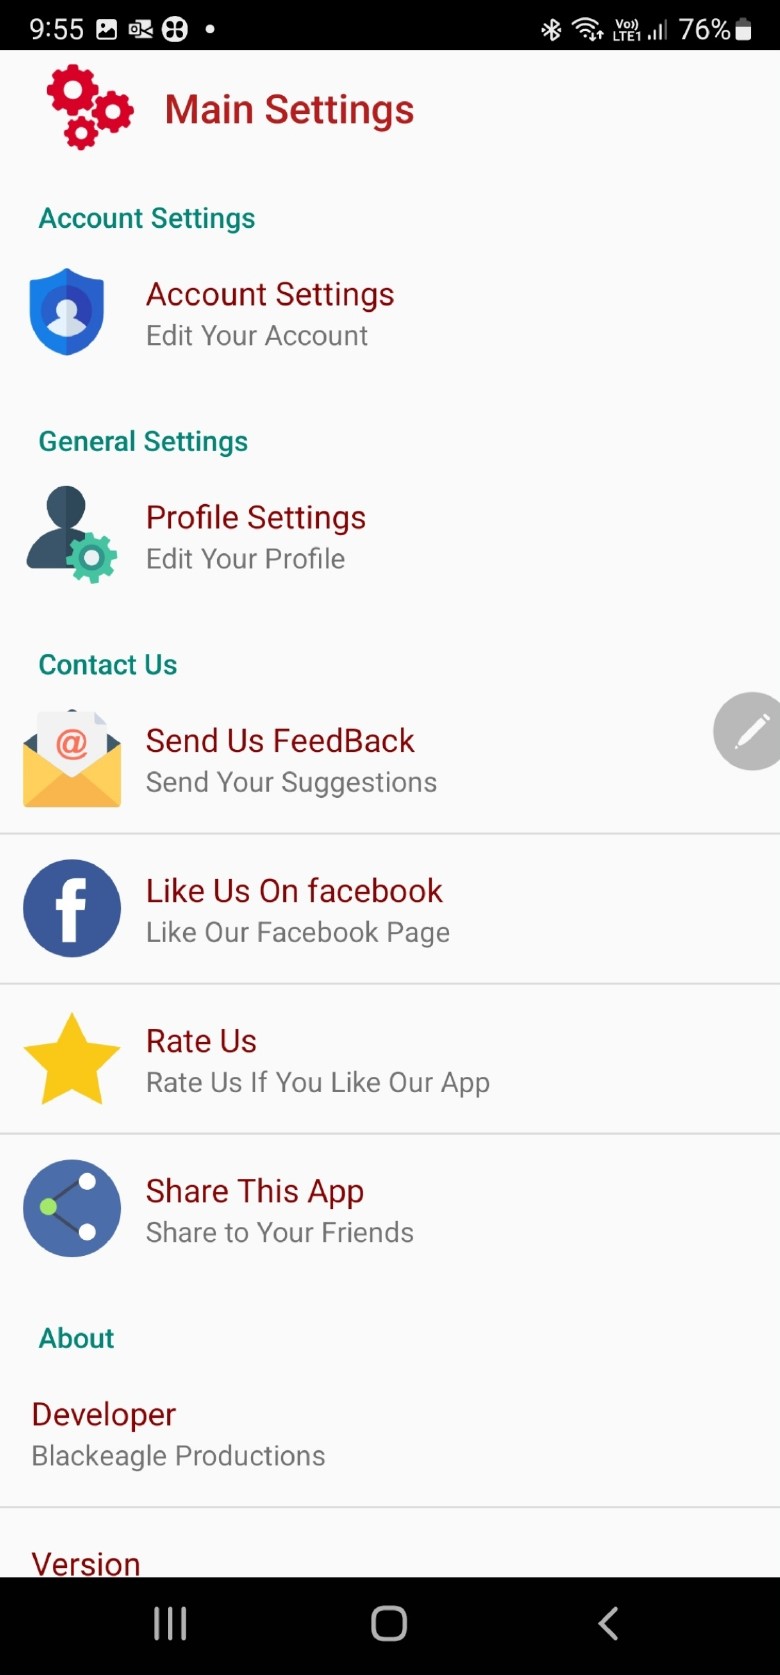 9:55
Vo))
LTE1
76%
Main Settings
Account Settings
Account Settings
Edit Your Account
General Settings
Profile Settings
Edit Your Profile
Contact Us
@
Send Us FeedBack
Send Your Suggestions
f
Like Us On facebook
Like Our Facebook Page
Rate Us
Rate Us If You Like Our App
Share This App
Share to Your Friends
About
Developer
Blackeagle Productions
Version